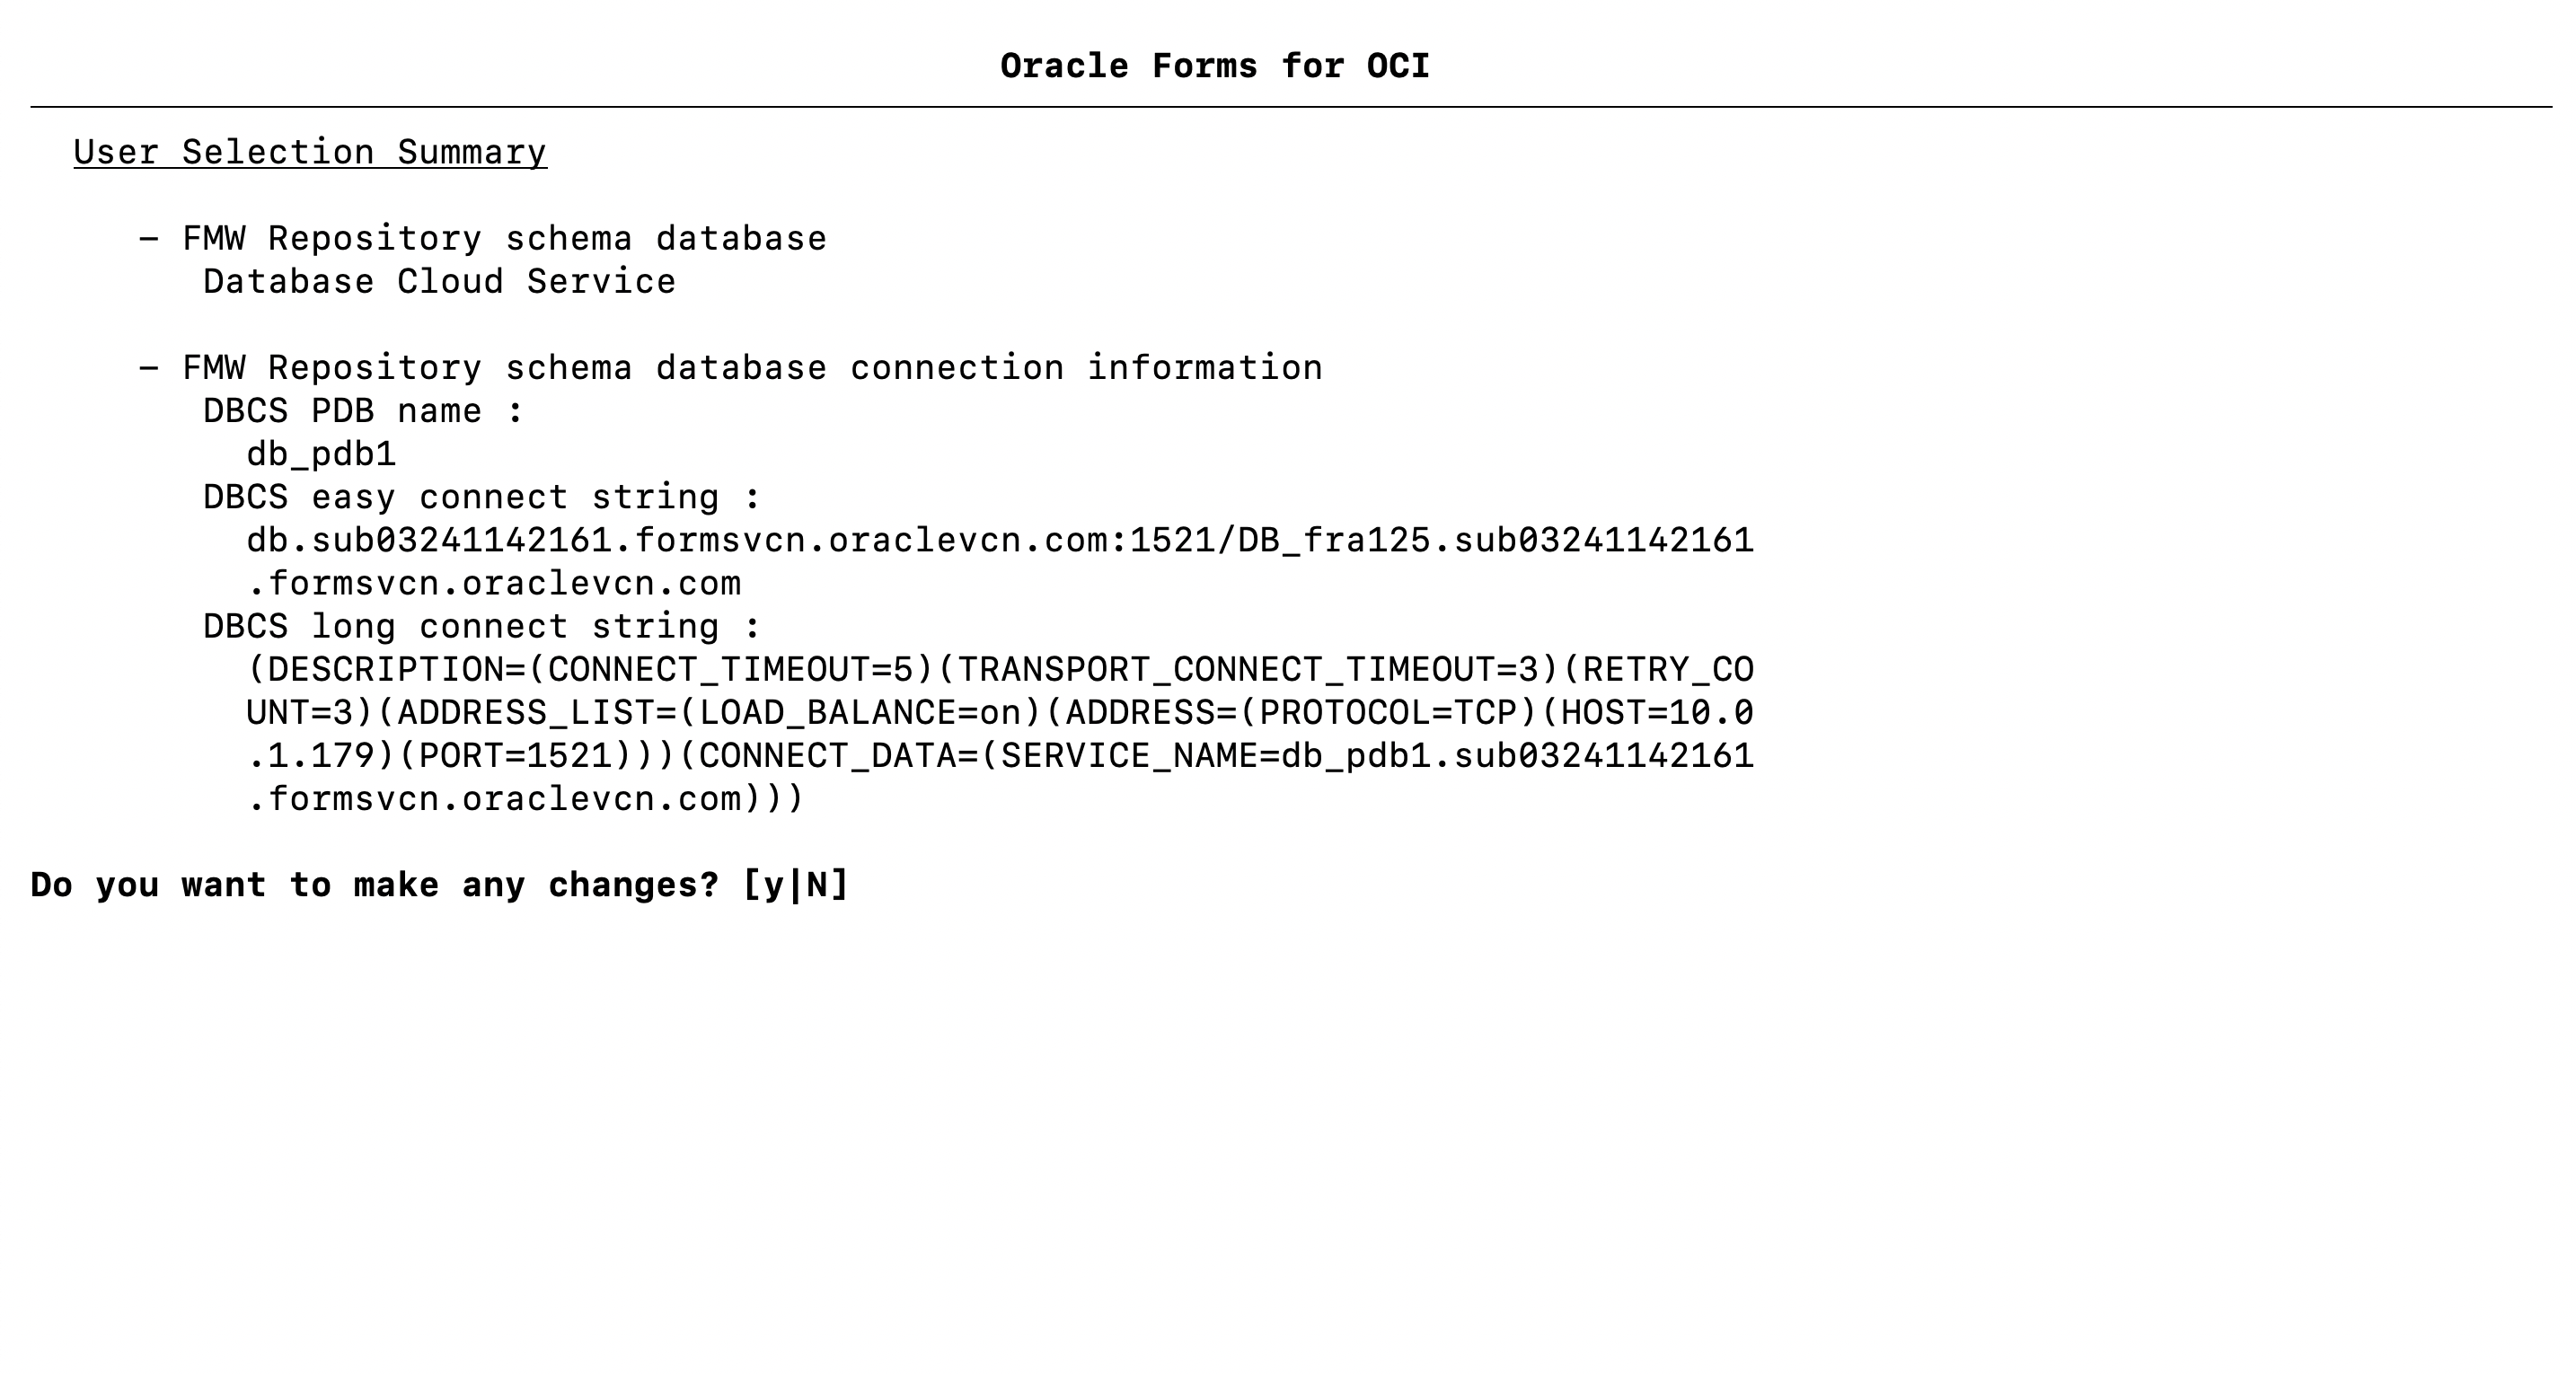 Oracle Forms for OCI
User Selection Summary
– FMW Repository schema database
Database Cloud Service
– FMW Repository schema database connection information
DBCS PDB name :
db_pdb1
DBCS easy connect string :
db.sub03241142161.formsvcn.oraclevcn.com:1521/DB_fra125.sub03241142161
.formsvcn.oraclevcn.com
DBCS long connect string :
(DESCRIPTION=(CONNECT_TIMEOUT=5)(TRANSPORT_CONNECT_TIMEOUT=3)(RETRY_CO
UNT=3)(ADDRESS_LIST=(LOAD_BALANCE=on)(ADDRESS=(PROTOCOL=TCP)(HOST=10.0
.1.179)(PORT=1521)))(CONNECT_DATA=(SERVICE_NAME=db_pdb1.sub03241142161
.formsvcn.oraclevcn.com)))
Do you want to make any changes? [y|N]